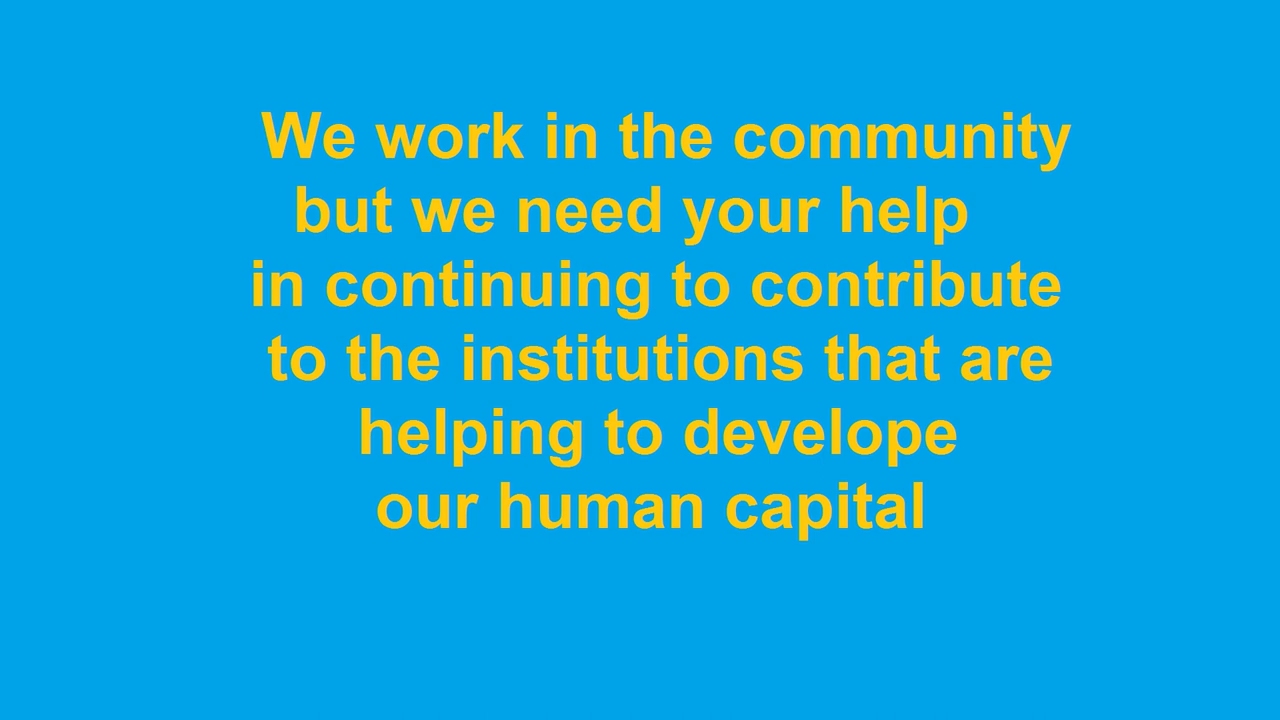 We work in the community
but we need your help
in continuing to contribute
to the institutions that are
helping to develope
our human capital